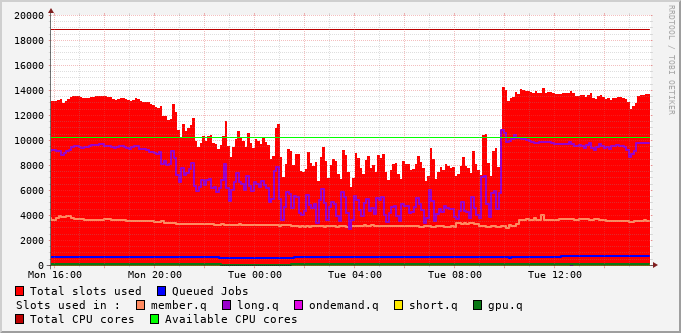 20000
18000
16000
14000
12000
10000
8000
6000
4000
2000
0
Mon 16:00 Mon 20:00 Tue 00:00 Tue 04:00 Tue 08:00 Tue 12:00
Total slots used Queued Jobs
Slots used in : member.q long.q ondemand.q short.q gpu.q
Total CPU cores Available CPU cores
RRDTOOL / TOBI OETIKER